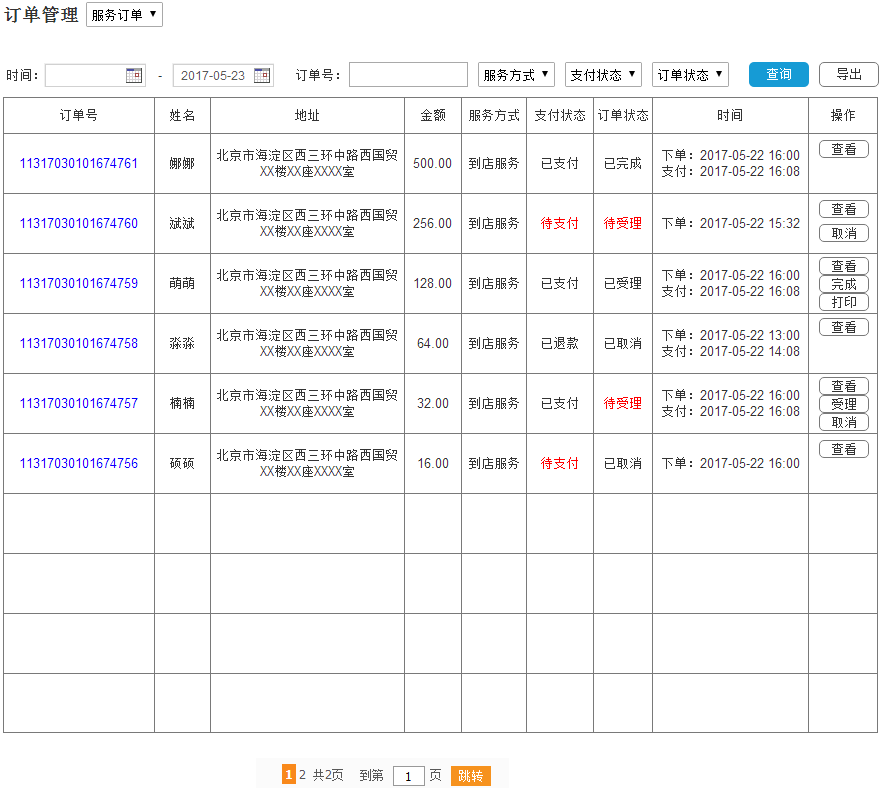 订单管理 服务订单 ▼
时间： - 2017-05-23 订单号： 服务方式 ▼ 支付状态 ▼ 订单状态 ▼ 查询 导出
订单号 姓名 地址 金额 服务方式 支付状态 订单状态 时间 操作
11317030101674761 娜娜 北京市海淀区西三环中路西国贸 500.00 到店服务 已支付 已完成 下单：2017-05-22 16:00 查看
XX楼XX座XXXX室 支付：2017-05-22 16:08
11317030101674760 斌斌 北京市海淀区西三环中路西国贸 256.00 到店服务 待支付 待受理 下单：2017-05-22 15:32 查看
XX楼XX座XXXX室 取消
11317030101674759 萌萌 北京市海淀区西三环中路西国贸 128.00 到店服务 已支付 已受理 下单：2017-05-22 16:00 查看
XX楼XX座XXXX室 支付：2017-05-22 16:08 完成
打印
11317030101674758 淼淼 北京市海淀区西三环中路西国贸 64.00 到店服务 已退款 已取消 下单：2017-05-22 13:00 查看
XX楼XX座XXXX室 支付：2017-05-22 14:08
11317030101674757 楠楠 北京市海淀区西三环中路西国贸 32.00 到店服务 已支付 待受理 下单：2017-05-22 16:00 查看
XX楼XX座XXXX室 支付：2017-05-22 16:08 受理
取消
11317030101674756 硕硕 北京市海淀区西三环中路西国贸 16.00 到店服务 待支付 已取消 下单：2017-05-22 16:00 查看
XX楼XX座XXXX室
1 2 共2页 到第 1 页 跳转